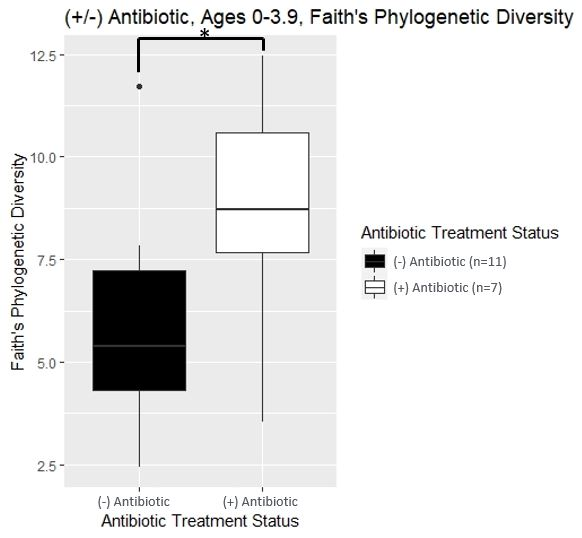 (+/-) Antibiotic, Ages 0-3.9, Faith's Phylogenetic Diversity
*
12.5
10.0
7.5
5.0
2.5
Faith's Phylogenetic Diversity
(-) Antibiotic
(+) Antibiotic
Antibiotic Treatment Status
Antibiotic Treatment Status
(-) Antibiotic (n=11)
(+) Antibiotic (n=7)